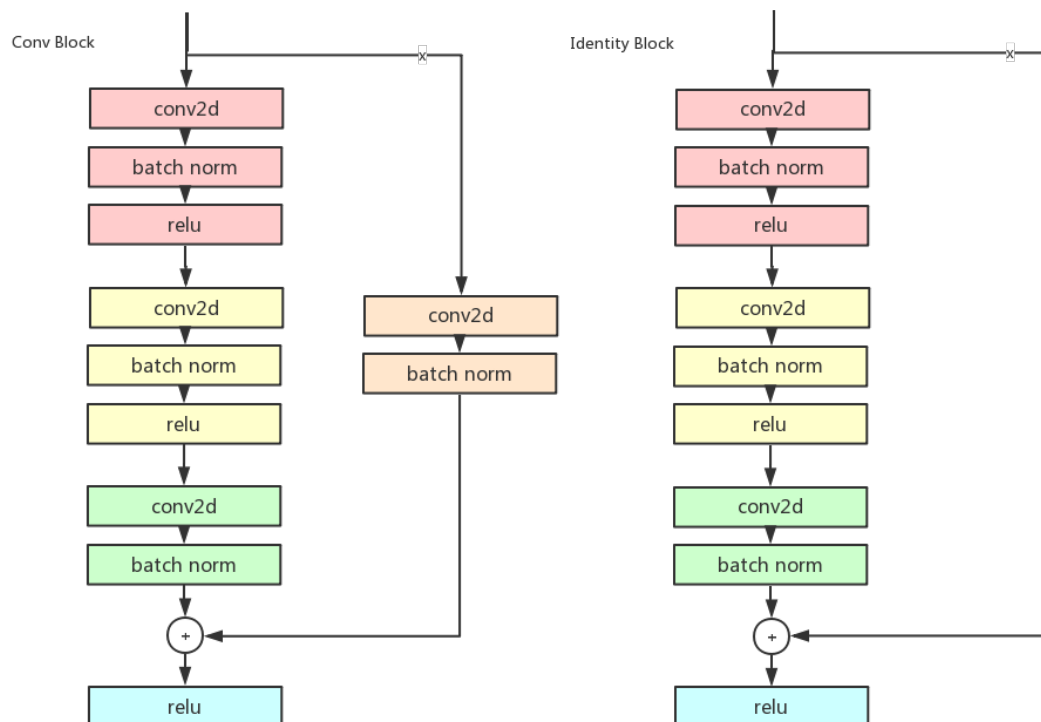 Conv Block
x
conv2d
batch norm
relu
conv2d
batch norm
relu
conv2d
batch norm
conv2d
batch norm
+
relu
Identity Block
x
conv2d
batch norm
relu
conv2d
batch norm
relu
conv2d
batch norm
+
relu